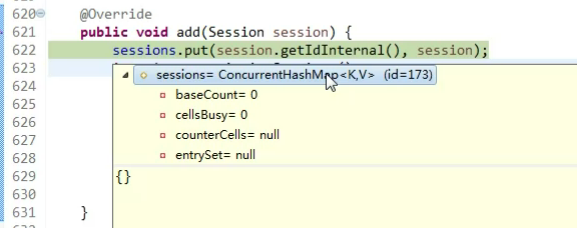 620 @Override
621 public void add(Session session) {
622 sessions.put(session.getIdInternal(), session);
623
624 sessions= ConcurrentHashMap<K,V> (id=173)
625 baseCount= 0
626 cellsBusy= 0
627 counterCells= null
628 entrySet= null
629 {}
630
631 }